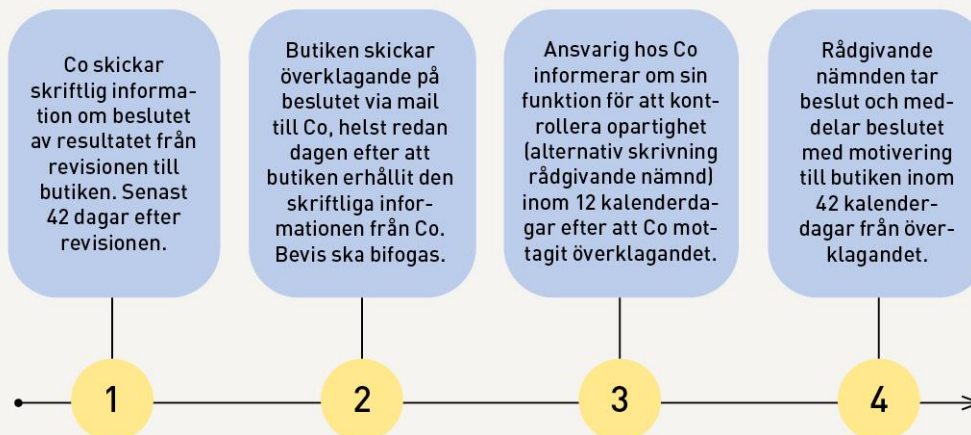 Co skickar
skriftlig informa-
tion om beslutet
av resultatet från
revisionen till
butiken. Senast
42 dagar efter
revisionen.
Butiken skickar
överklagande på
beslutet via mail
till Co, helst redan
dagen efter att
butiken erhållit den
skriftliga infor-
mationen från Co.
Bevis ska bifogas.
Ansvarig hos Co
informerar om sin
funktion för att kont-
rollera opartighet
(alternativ skrivning
rådgivande nämnd)
inom 12 kalenderda-
gar efter att Co mot-
tagit överklagandet.
Rådgivande
nämnden tar
beslut och med-
delar beslutet
med motivering
till butiken inom
42 kalender-
dagar från över-
klagandet.
1
2
3
4